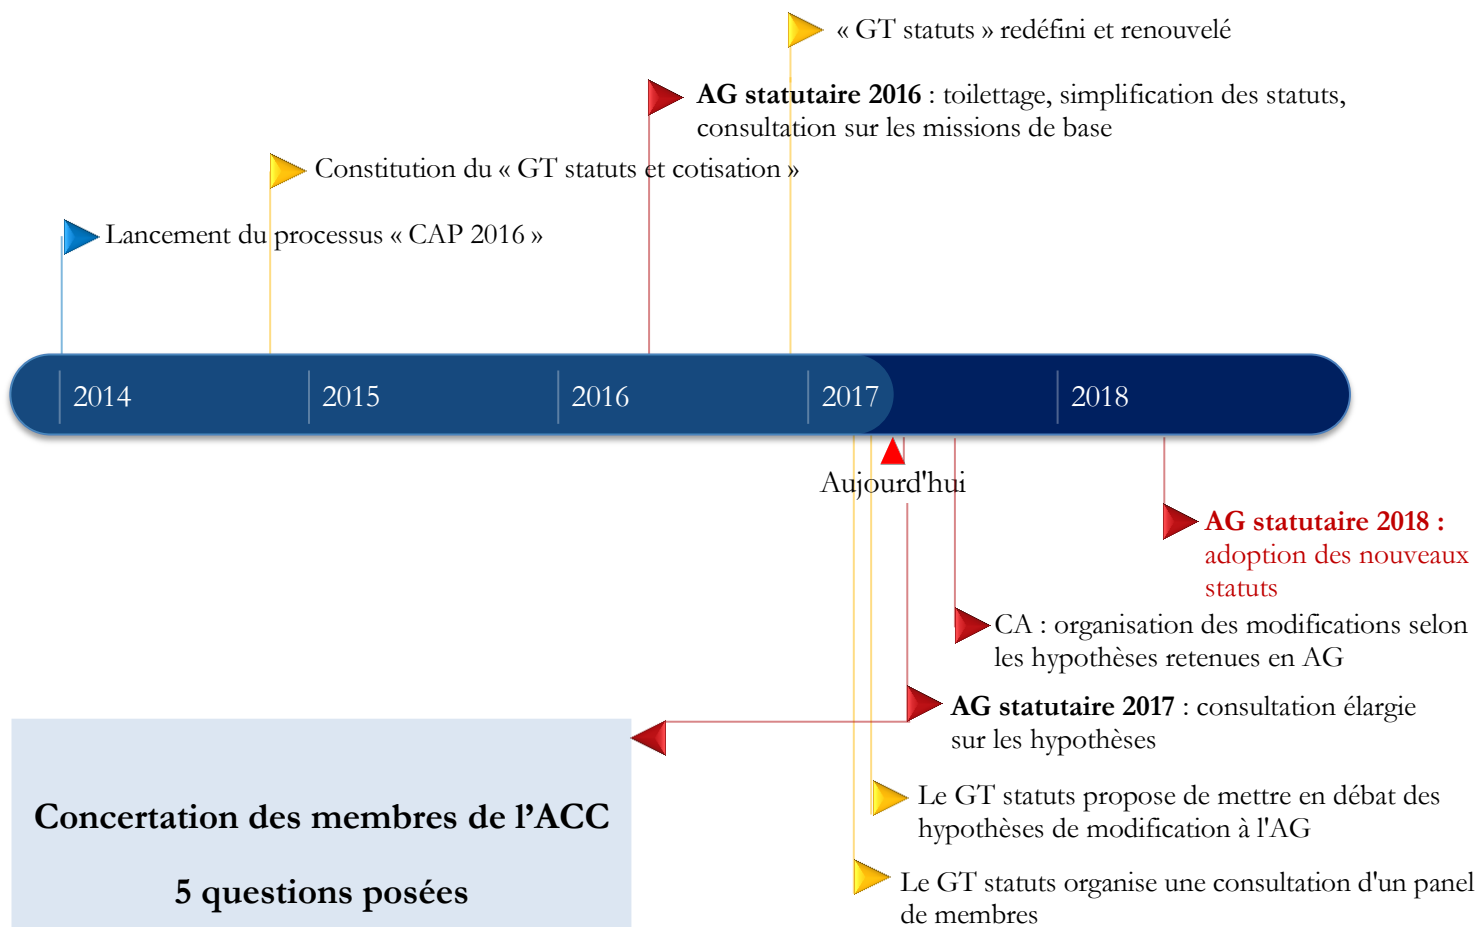 « GT statuts » redéfini et renouvelé
AG statutaire 2016 : toilettage, simplification des statuts,
consultation sur les missions de base
Constitution du « GT statuts et cotisation »
Lancement du processus « CAP 2016 »
2014
2015
2016
2017
2018
Aujourd'hui
AG statutaire 2018 :
adoption des nouveaux
statuts
CA : organisation des modifications selon
les hypothèses retenues en AG
AG statutaire 2017 : consultation élargie
sur les hypothèses
Le GT statuts propose de mettre en débat des
hypothèses de modification à l'AG
Le GT statuts organise une consultation d'un panel
de membres
Concertation des membres de l’ACC
5 questions posées